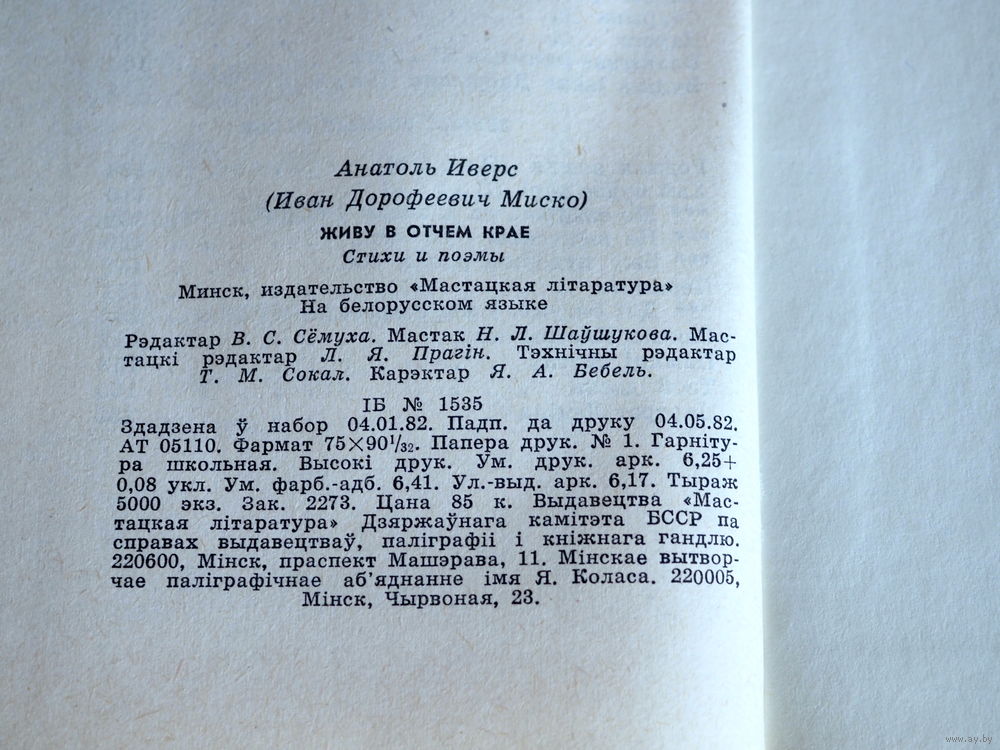 Анатоль Иверс
(Иван Дорофеевич Миско)
ЖИВУ В ОТЧЕМ КРАЕ
Стихи и поэмы
Минск, издательство «Мастацкая літаратура»
На белорусском языке
Рэдактар В. С. Сёмуха. Мастак Н. Л. Шаўшукова. Мас-
тацкі рэдактар Л. Я. Прагін. Тэхнічны рэдактар
Т. М. Сокал. Карэктар Я. А. Бебель.
ІБ № 1535
Здадзена ў набор 04.01.82. Падп. да друку 04.05.82.
АТ 05110. Фармат 75×90¹/₃₂. Папера друк. № 1. Гарніту-
ра школьная. Высокі друк. Ум. друк. арк. 6,25+
0,08 укл. Ум. фарб.-адб. 6,41. Ул.-выд. арк. 6,17. Тыраж
5000 экз. Зак. 2273. Цана 85 к. Выдавецтва «Мас-
тацкая літаратура» Дзяржаўнага камітэта БССР па
справах выдавецтваў, паліграфіі і кніжнага гандлю.
220600, Мінск, праспект Машэрава, 11. Мінскае вытвор-
чае паліграфічнае аб'яднанне імя Я. Коласа. 220005,
Мінск, Чырвоная, 23.
www.ay.by